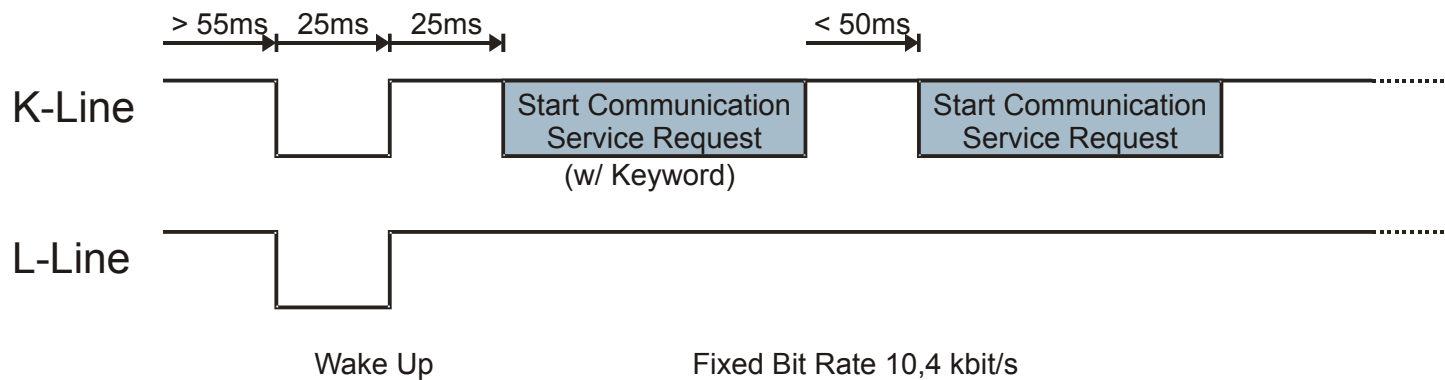 > 55ms 25ms 25ms < 50ms
K-Line
Start Communication
Service Request
(w/ Keyword)
Start Communication
Service Request
L-Line
Wake Up
Fixed Bit Rate 10,4 kbit/s